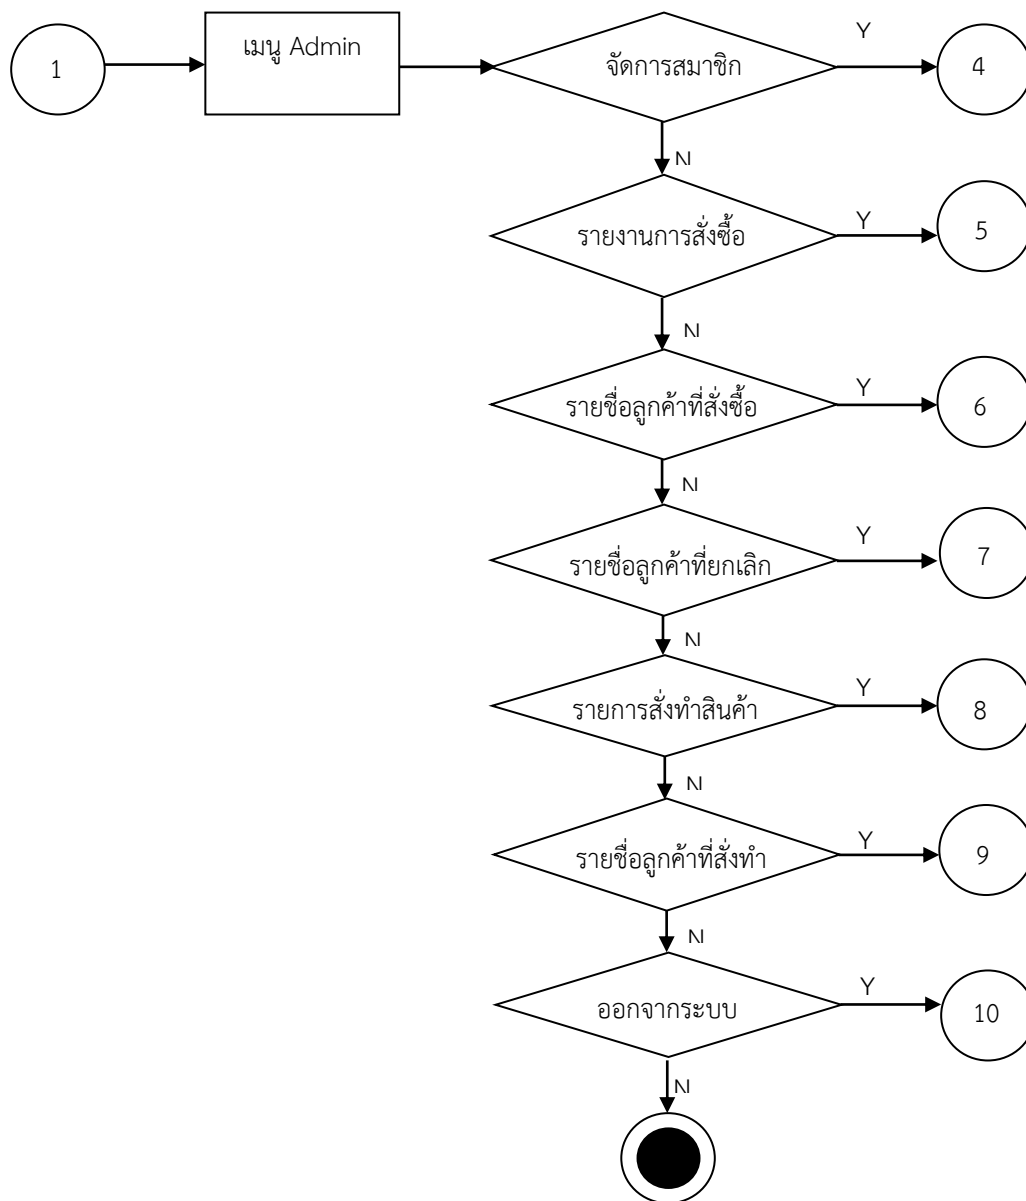 1
เมนู Admin
จัดการสมาชิก
Y
4
N
รายงานการสั่งซื้อ
Y
5
N
รายชื่อลูกค้าที่สั่งซื้อ
Y
6
N
รายชื่อลูกค้าที่ยกเลิก
Y
7
N
รายการสั่งทำสินค้า
Y
8
N
รายชื่อลูกค้าที่สั่งทำ
Y
9
N
ออกจากระบบ
Y
10
N